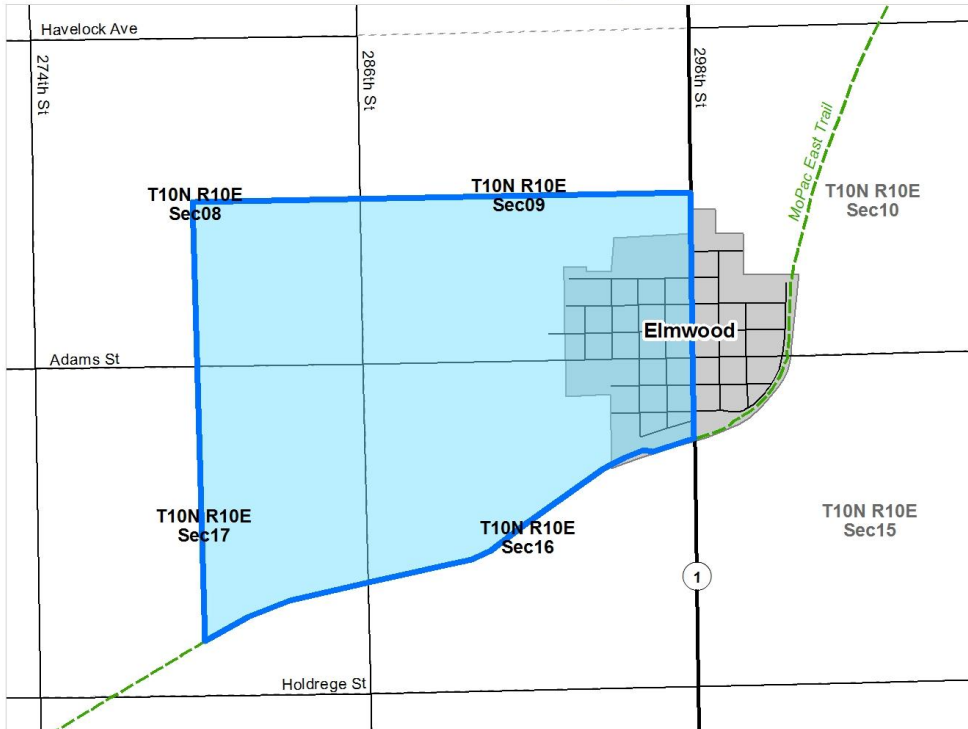 Havelock Ave
274th St
286th St
298th St
MoPac East Trail
T10N R10E
Sec08
T10N R10E
Sec09
T10N R10E
Sec10
Elmwood
Adams St
T10N R10E
Sec17
T10N R10E
Sec16
T10N R10E
Sec15
1
Holdrege St